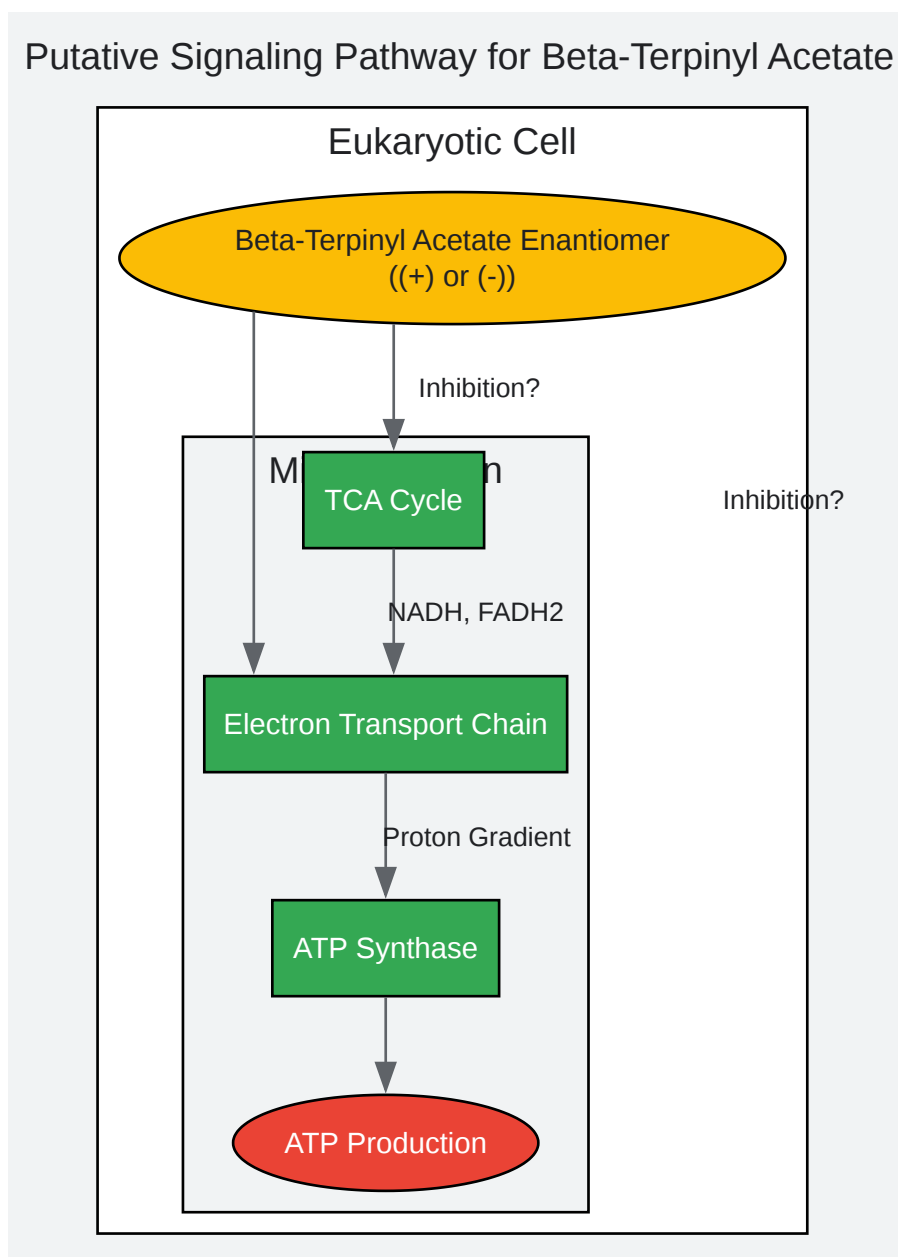 Putative Signaling Pathway for Beta-Terpinyl Acetate
Eukaryotic Cell
Beta-Terpinyl Acetate Enantiomer
((+) or (-))
Inhibition?
TCA Cycle
Inhibition?
NADH, FADH2
Electron Transport Chain
Proton Gradient
ATP Synthase
ATP Production